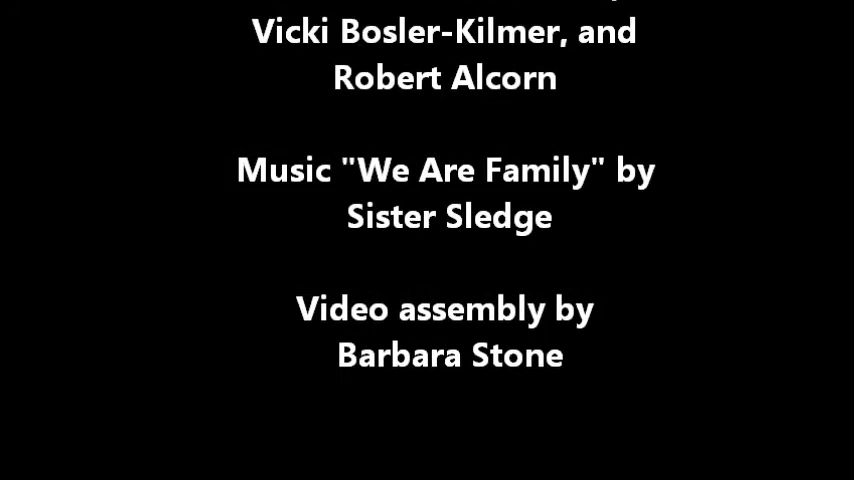 Vicki Bosler-Kilmer, and
Robert Alcorn
Music "We Are Family" by
Sister Sledge
Video assembly by
Barbara Stone